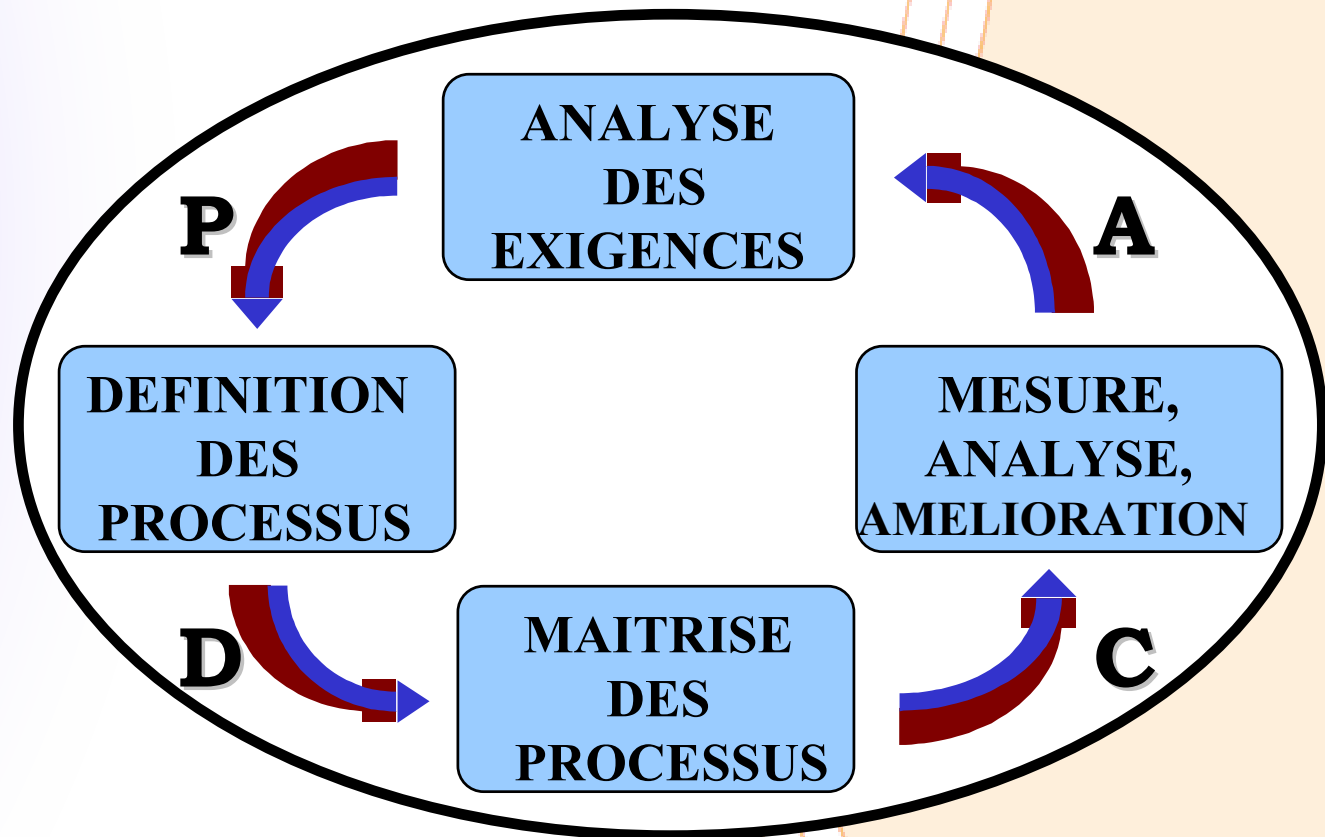 ANALYSE
DES
EXIGENCES
P
A
DEFINITION
DES
PROCESSUS
MESURE,
ANALYSE,
AMELIORATION
D
MAITRISE
DES
PROCESSUS
C